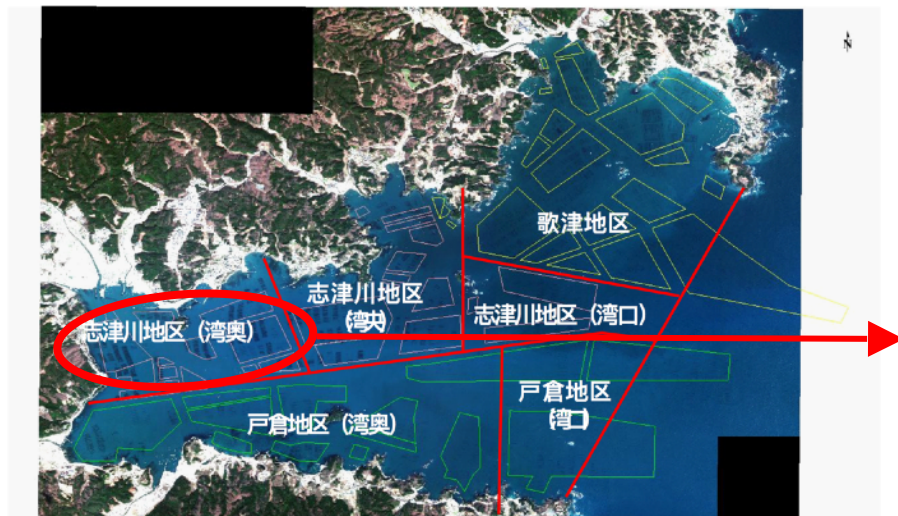 N
歌津地区
志津川地区
（湾央）
志津川地区（湾口）
志津川地区（湾奥）
戸倉地区
（湾口）
戸倉地区（湾奥）